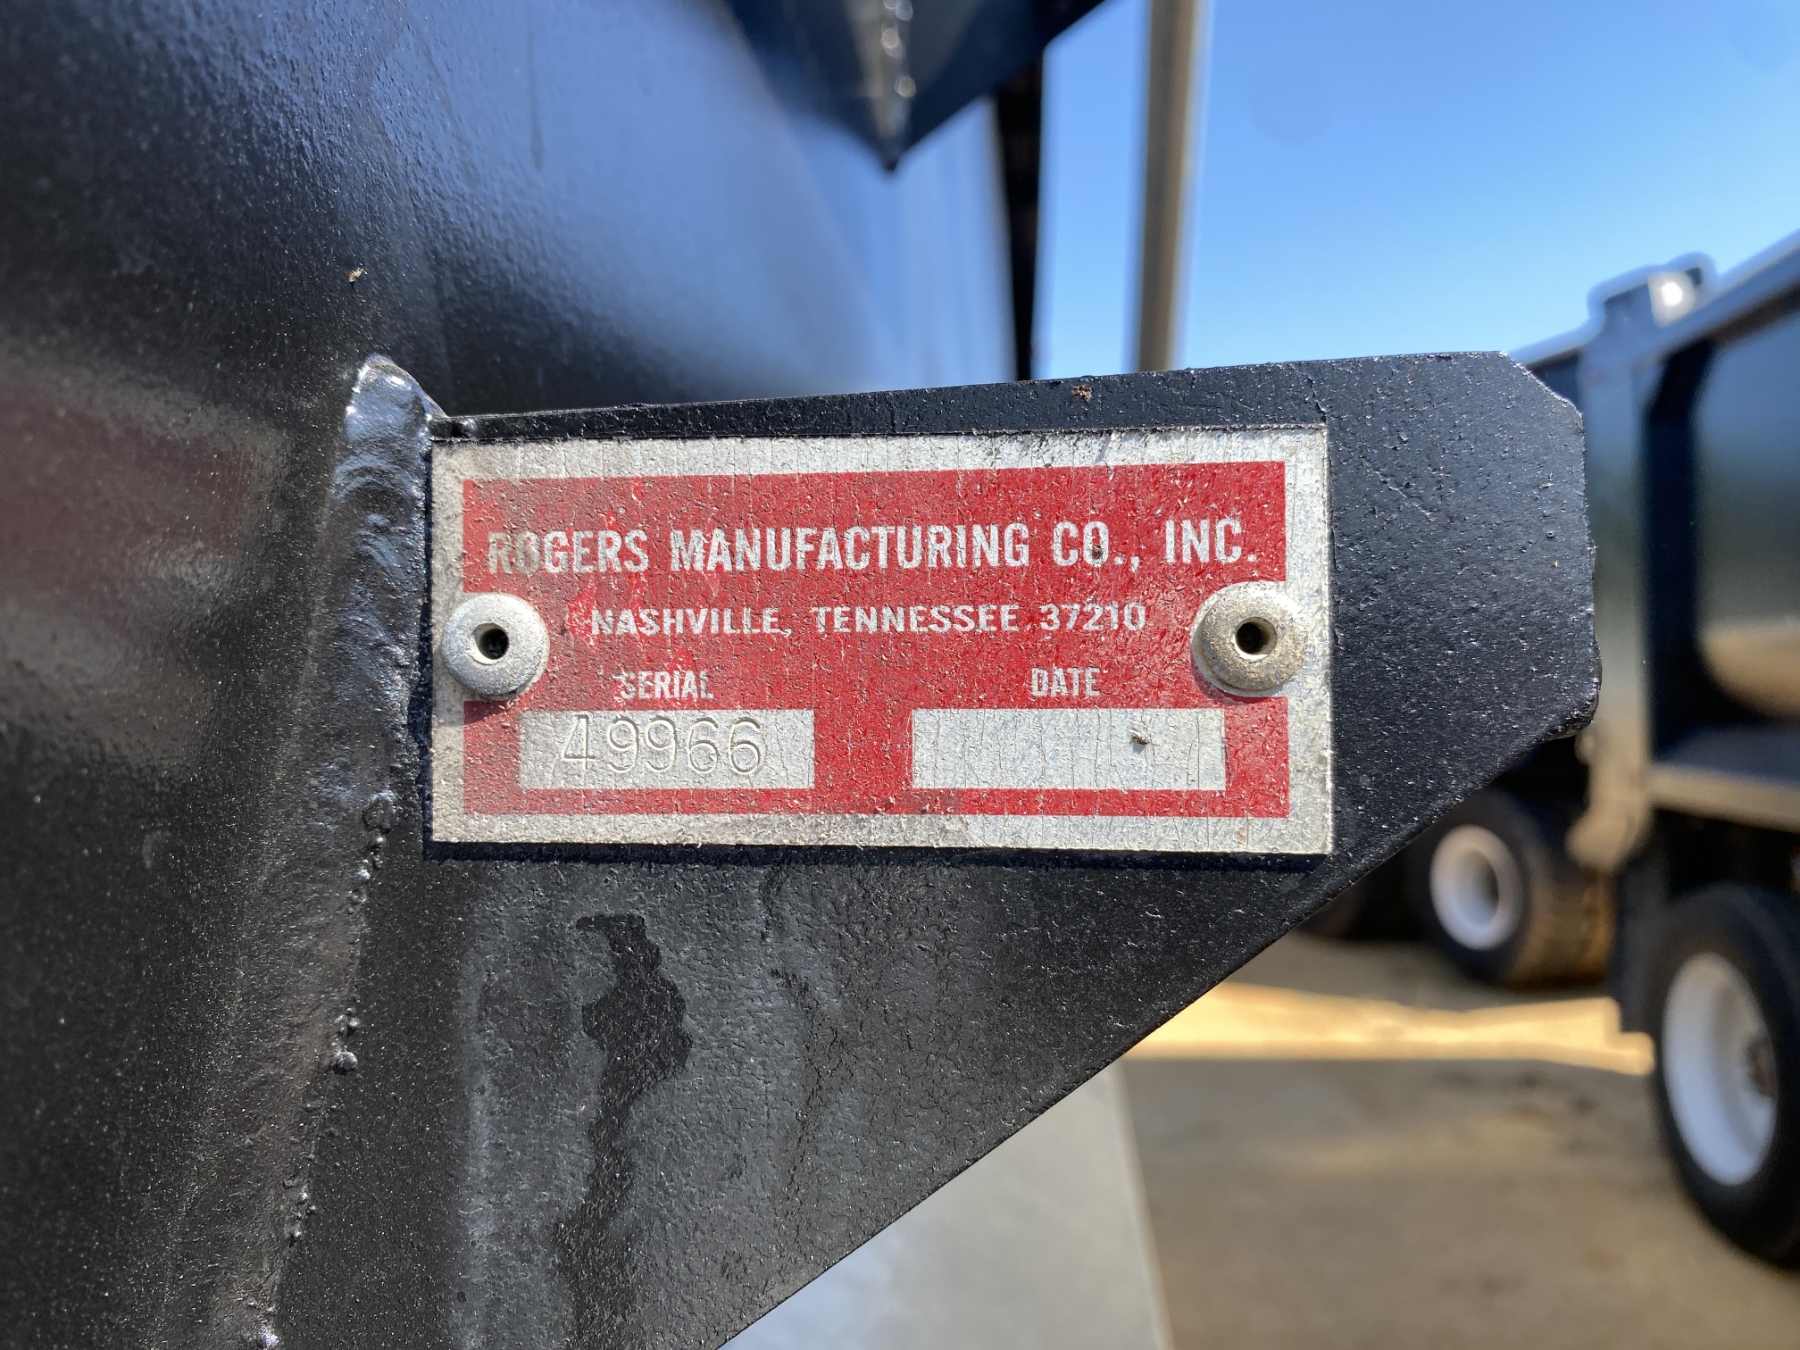 ROGERS MANUFACTURING CO., INC.
NASHVILLE, TENNESSEE 37210
SERIAL DATE
49966